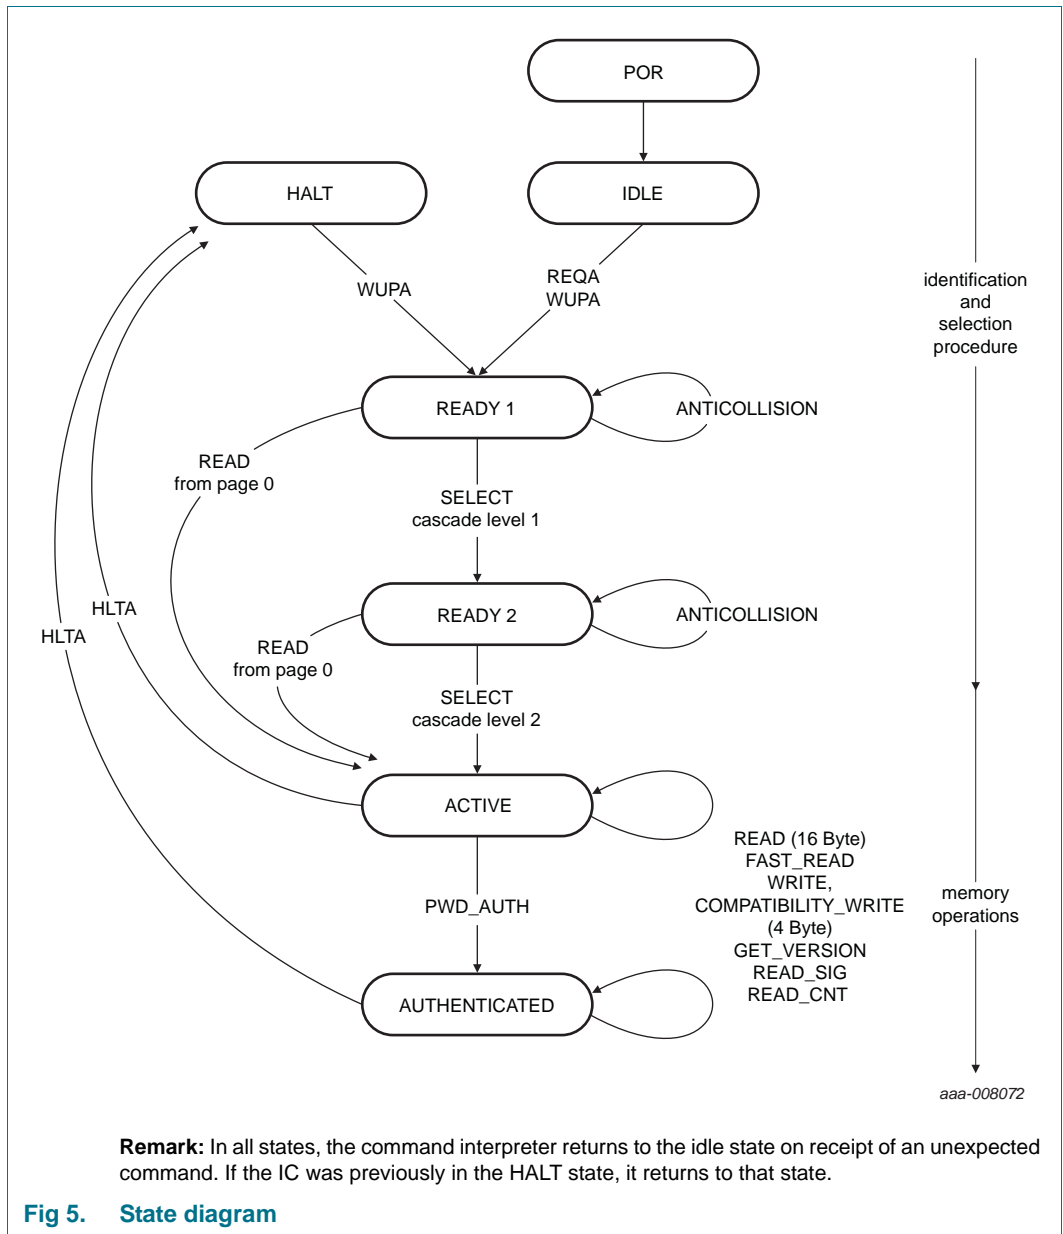 POR
HALT
IDLE
WUPA
REQA
WUPA
identification
and
selection
procedure
READY 1
ANTICOLLISION
READ
from page 0
SELECT
cascade level 1
READY 2
ANTICOLLISION
HLTA
HLTA
READ
from page 0
SELECT
cascade level 2
ACTIVE
READ (16 Byte)
FAST_READ
WRITE,
COMPATIBILITY_WRITE
(4 Byte)
GET_VERSION
READ_SIG
READ_CNT
memory
operations
PWD_AUTH
AUTHENTICATED
aaa-008072
Remark: In all states, the command interpreter returns to the idle state on receipt of an unexpected
command. If the IC was previously in the HALT state, it returns to that state.
Fig 5. State diagram